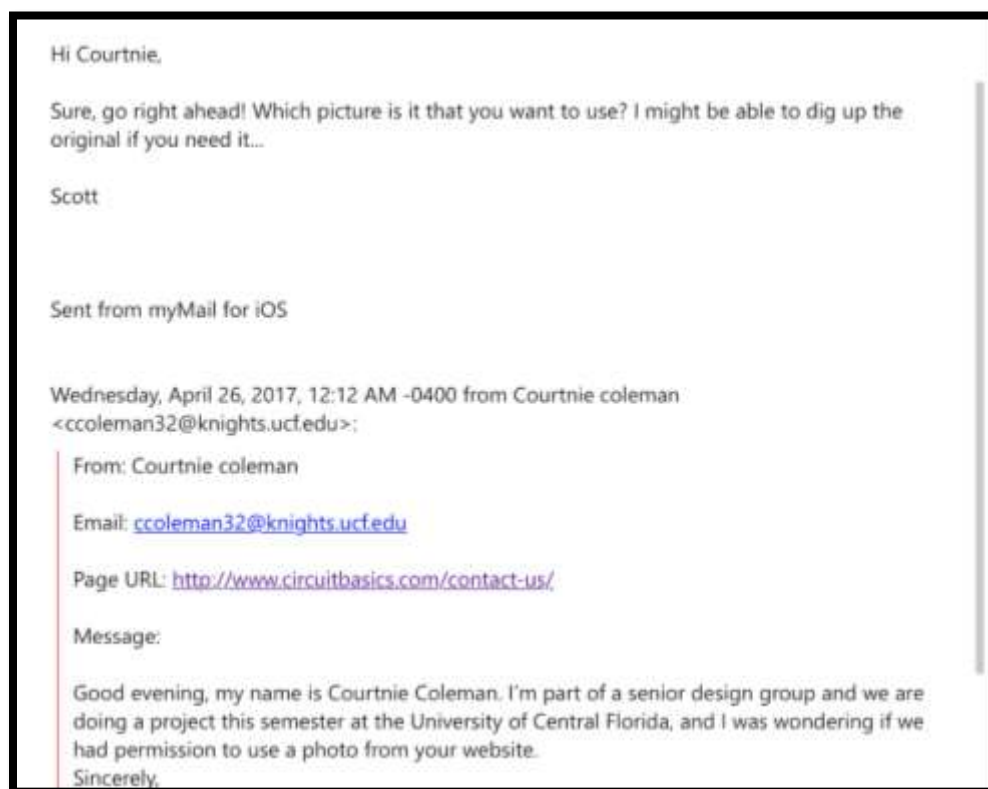 Hi Courtnie,
Sure, go right ahead! Which picture is it that you want to use? I might be able to dig up the
original if you need it...
Scott
Sent from myMail for iOS
Wednesday, April 26, 2017, 12:12 AM -0400 from Courtnie coleman
<ccoleman32@knights.ucf.edu>:
From: Courtnie coleman
Email: ccoleman32@knights.ucf.edu
Page URL: http://www.circuitbasics.com/contact-us/
Message:
Good evening, my name is Courtnie Coleman. I'm part of a senior design group and we are
doing a project this semester at the University of Central Florida, and I was wondering if we
had permission to use a photo from your website.
Sincerely,